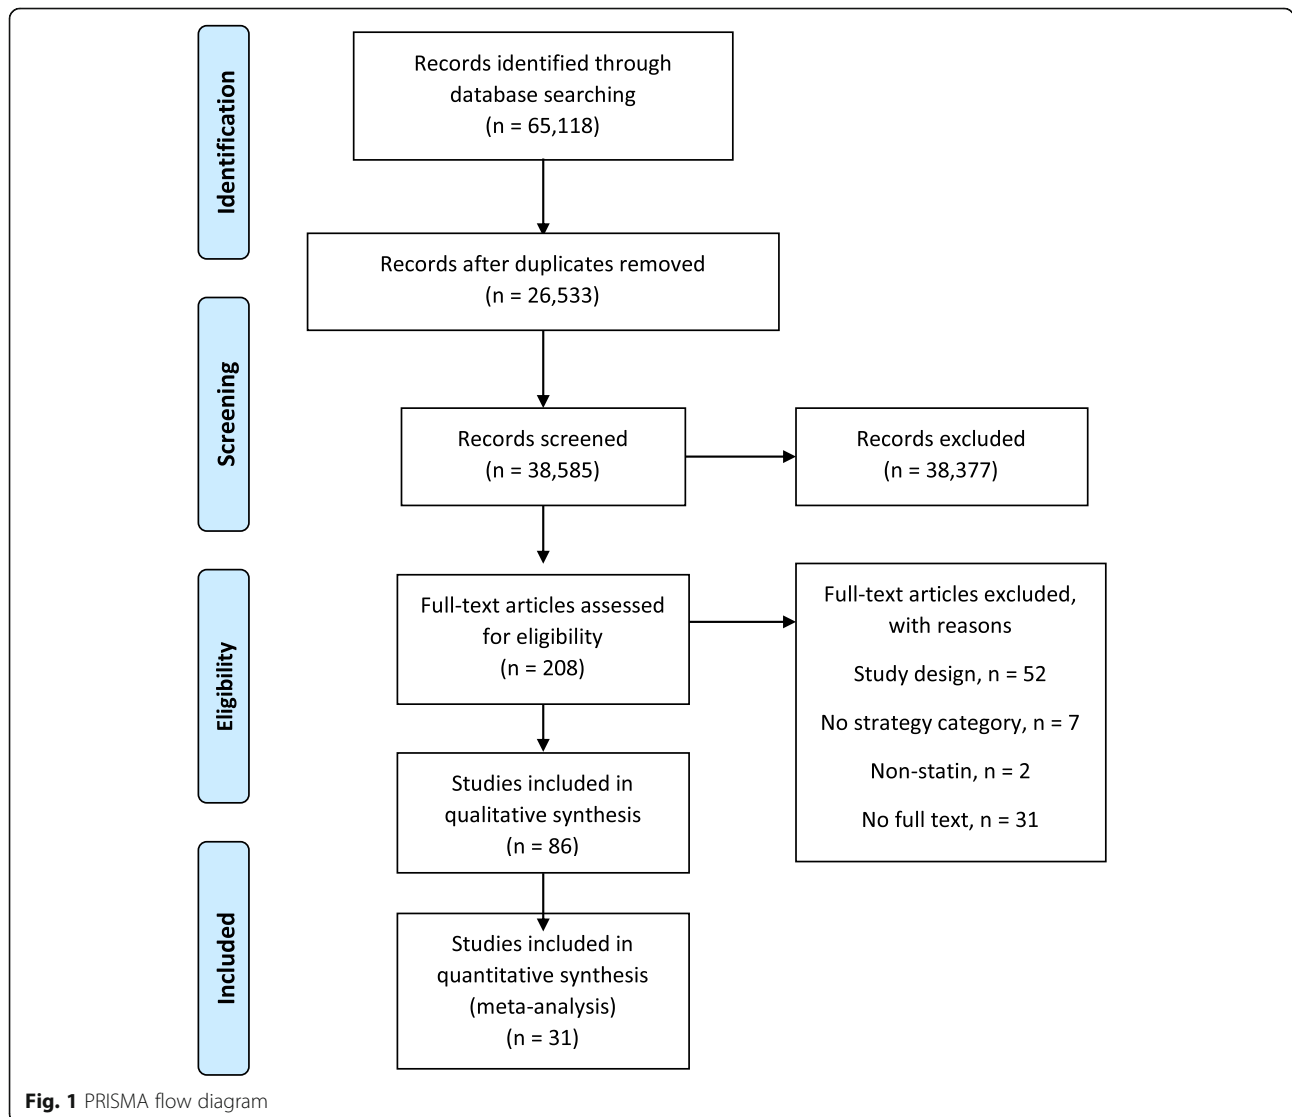 Identification
Records identified through
database searching
(n = 65,118)
Records after duplicates removed
(n = 26,533)
Screening
Records screened
(n = 38,585)
Records excluded
(n = 38,377)
Eligibility
Full-text articles assessed
for eligibility
(n = 208)
Full-text articles excluded,
with reasons
Study design, n = 52
No strategy category, n = 7
Non-statin, n = 2
No full text, n = 31
Studies included in
qualitative synthesis
(n = 86)
Included
Studies included in
quantitative synthesis
(meta-analysis)
(n = 31)
Fig. 1 PRISMA flow diagram